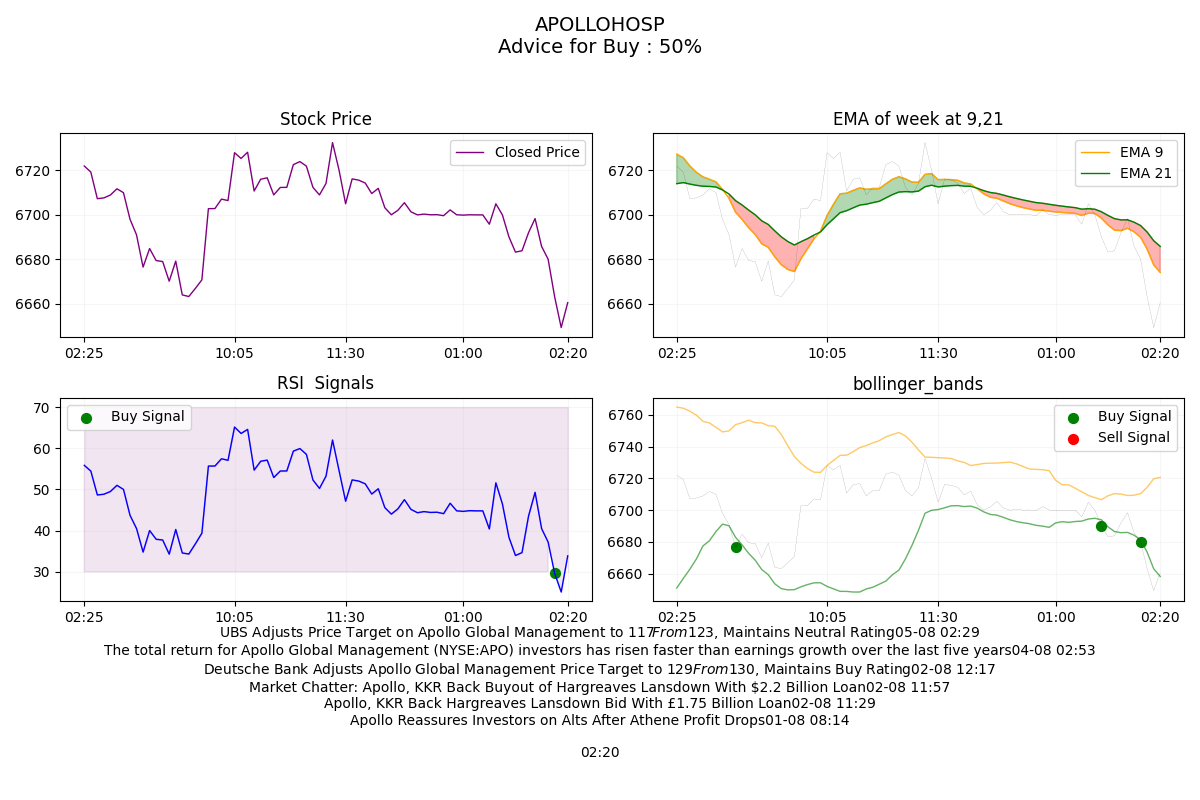 APOLLOHOSP
Advice for Buy : 50%
Stock Price
6720
6700
6680
6660
Closed Price
02:25 10:05 11:30 01:00 02:20
EMA of week at 9,21
6720
6700
6680
6660
EMA 9
EMA 21
02:25 10:05 11:30 01:00 02:20
RSI  Signals
70
60
50
40
30
Buy Signal
02:25 10:05 11:30 01:00 02:20
bollinger_bands
6760
6740
6720
6700
6680
6660
Buy Signal
Sell Signal
02:25 10:05 11:30 01:00 02:20
UBS Adjusts Price Target on Apollo Global Management to 117From123, Maintains Neutral Rating05-08 02:29
The total return for Apollo Global Management (NYSE:APO) investors has risen faster than earnings growth over the last five years04-08 02:53
Deutsche Bank Adjusts Apollo Global Management Price Target to 129From130, Maintains Buy Rating02-08 12:17
Market Chatter: Apollo, KKR Back Buyout of Hargreaves Lansdown With $2.2 Billion Loan02-08 11:57
Apollo, KKR Back Hargreaves Lansdown Bid With £1.75 Billion Loan02-08 11:29
Apollo Reassures Investors on Alts After Athene Profit Drops01-08 08:14
02:20